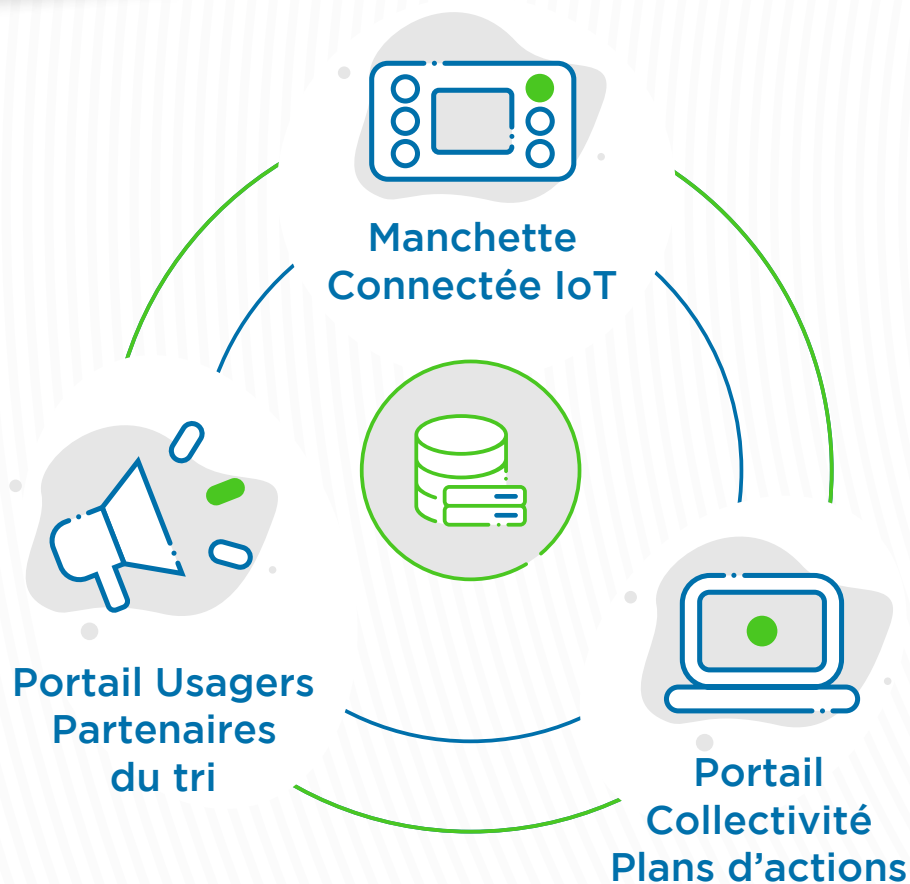 Manchette
Connectée IoT
Portail Usagers
Partenaires
du tri
Portail
Collectivité
Plans d’actions